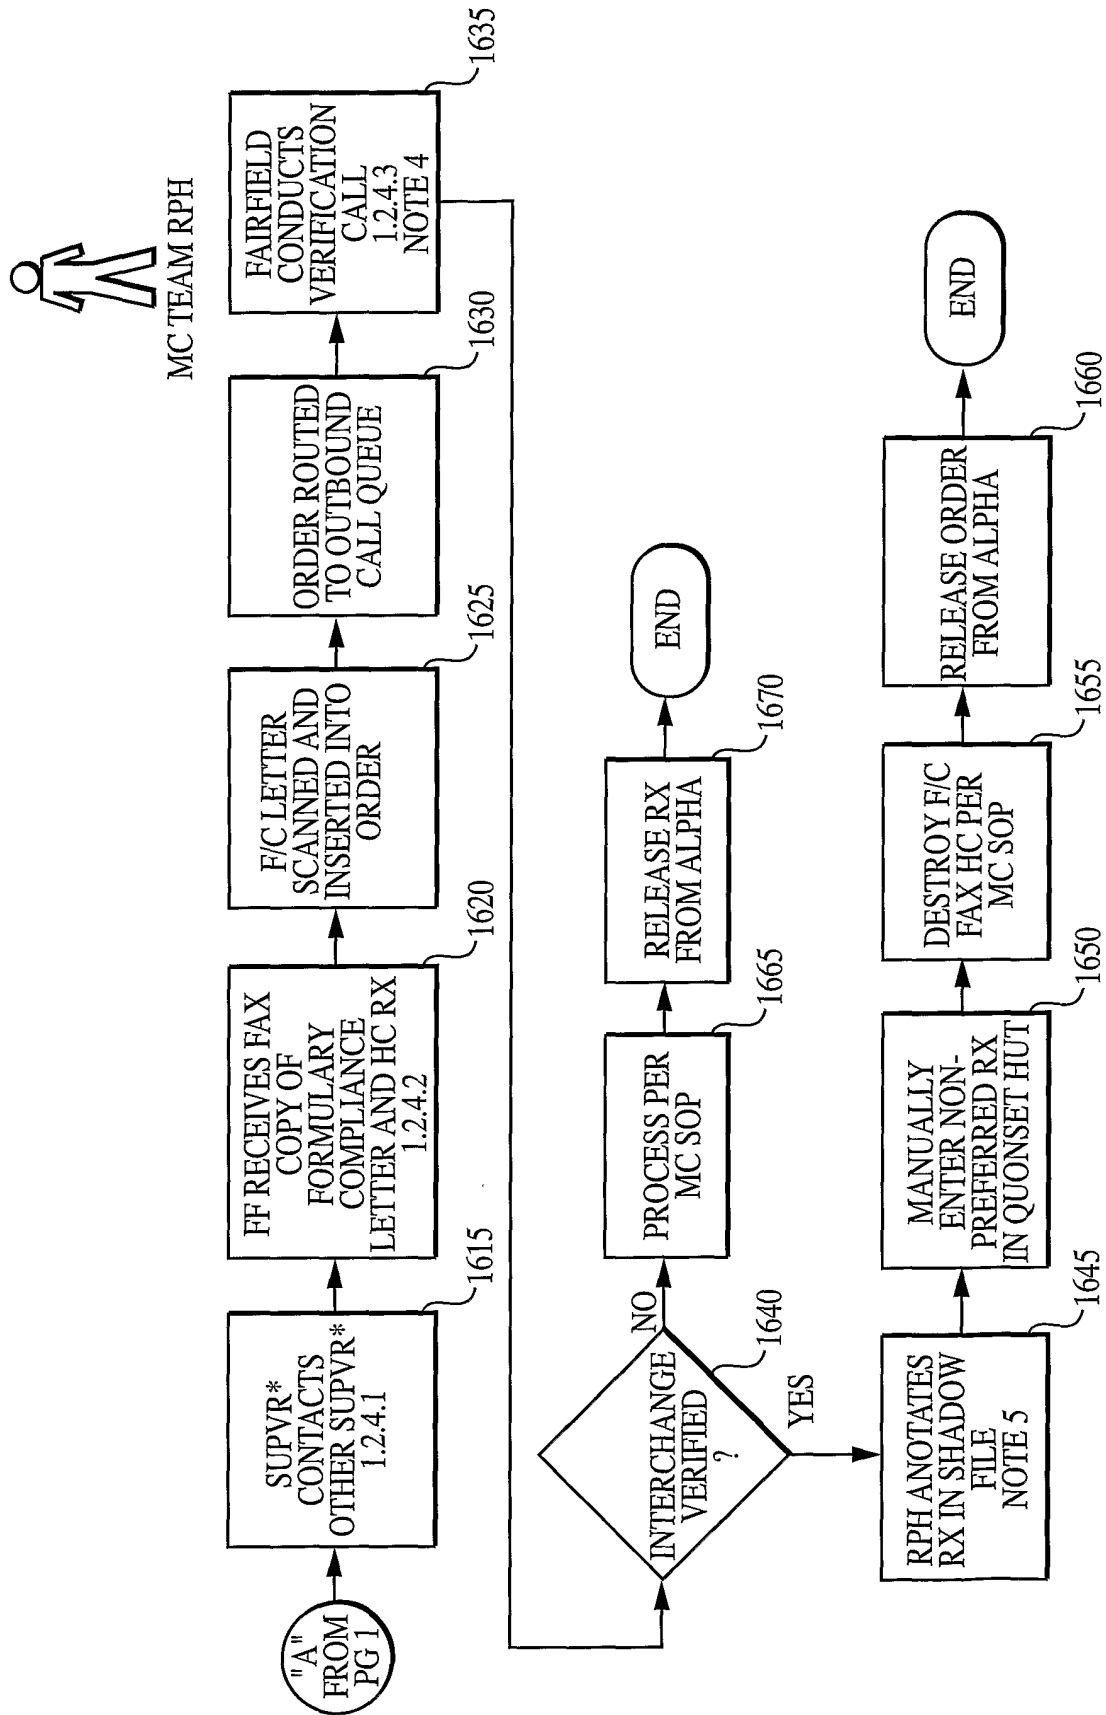 MC TEAM RPH
"A"
FROM
PG 1
SUPVR*
CONTACTS
OTHER SUPVR*
1.2.4.1
1615
FF RECEIVES FAX
COPY OF
FORMULARY
COMPLIANCE
LETTER AND HC RX
1.2.4.2
1620
F/C LETTER
SCANNED AND
INSERTED INTO
ORDER
1625
ORDER ROUTED
TO OUTBOUND
CALL QUEUE
1630
FAIRFIELD
CONDUCTS
VERIFICATION
CALL
1.2.4.3
NOTE 4
1635
INTERCHANGE
VERIFIED
?
1640
NO
PROCESS PER
MC SOP
1665
RELEASE RX
FROM ALPHA
1670
END
YES
RPH ANOTATES
RX IN SHADOW
FILE
NOTE 5
1645
MANUALLY
ENTER NON-
PREFERRED RX
IN QUONSET HUT
1650
DESTROY F/C
FAX HC PER
MC SOP
1655
RELEASE ORDER
FROM ALPHA
1660
END